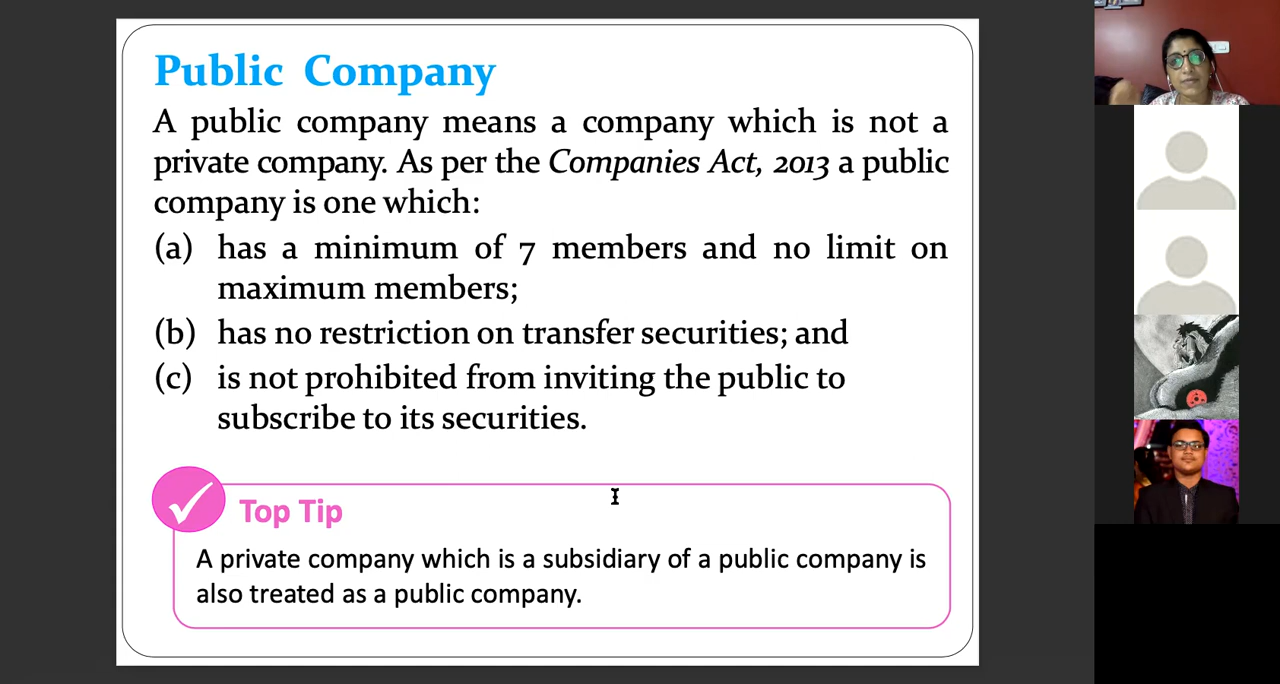 Public Company
A public company means a company which is not a
private company. As per the Companies Act, 2013 a public
company is one which:
(a) has a minimum of 7 members and no limit on
maximum members;
(b) has no restriction on transfer securities; and
(c) is not prohibited from inviting the public to
subscribe to its securities.
Top Tip
A private company which is a subsidiary of a public company is
also treated as a public company.